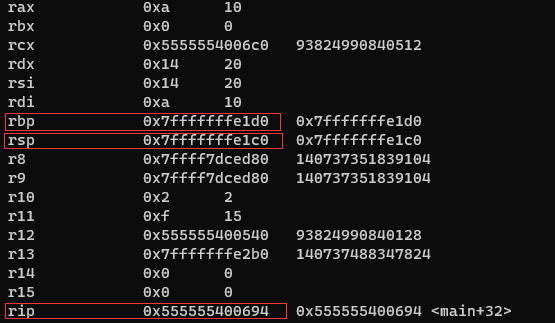 rax 0xa 10
rbx 0x0 0
rcx 0x5555554006c0 93824990840512
rdx 0x14 20
rsi 0x14 20
rdi 0xa 10
rbp 0x7fffffffe1d0 0x7fffffffe1d0
rsp 0x7fffffffe1c0 0x7fffffffe1c0
r8 0x7ffff7dced80 140737351839104
r9 0x7ffff7dced80 140737351839104
r10 0x2 2
r11 0xf 15
r12 0x555555400540 93824990840128
r13 0x7fffffffe2b0 140737488347824
r14 0x0 0
r15 0x0 0
rip 0x555555400694 0x555555400694 <main+32>